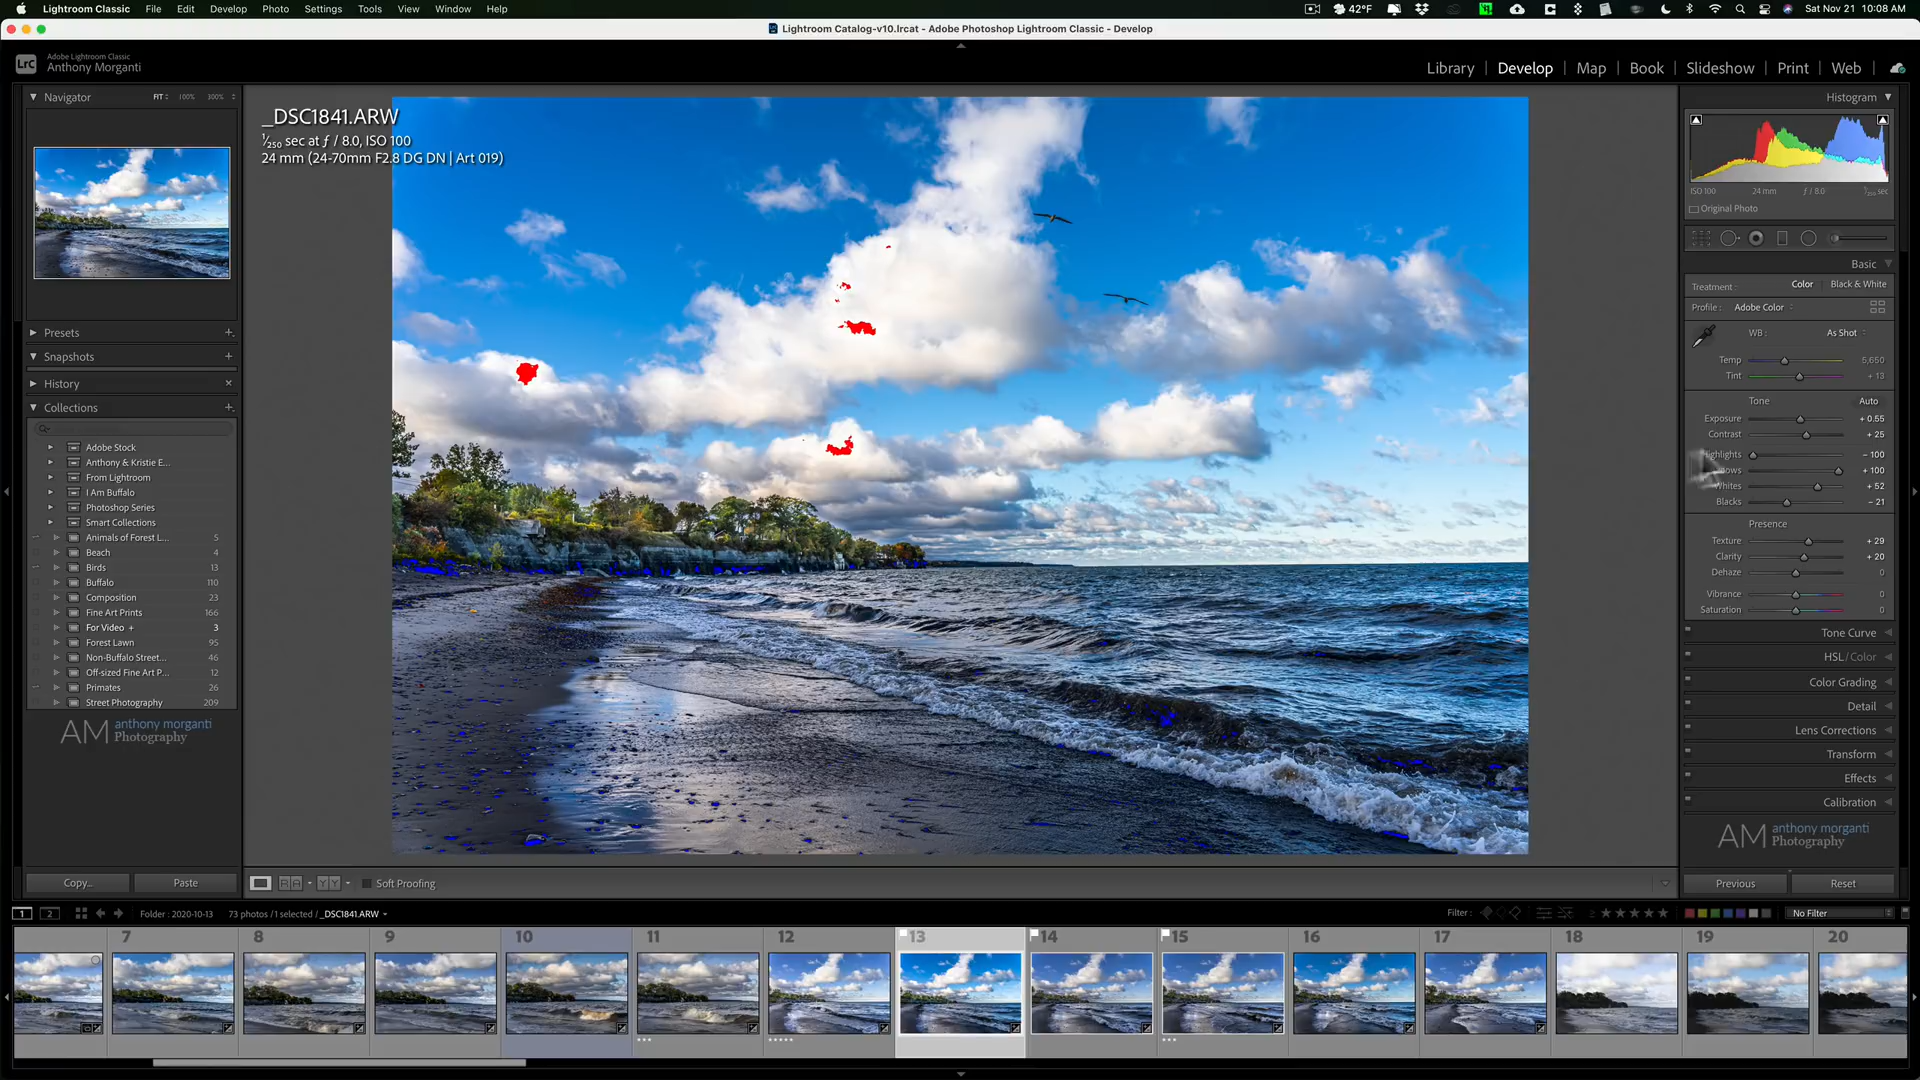 Lightroom Classic File Edit Develop Photo Settings Tools View Window Help
42°F Sat Nov 21 10:08 AM
Lightroom Catalog-v10.lrcat - Adobe Photoshop Lightroom Classic - Develop
LrC Adobe Lightroom Classic
Anthony Morganti
Library | Develop | Map | Book | Slideshow | Print | Web
Navigator FIT 100% 300%
_DSC1841.ARW
1/250 sec at ƒ / 8.0, ISO 100
24 mm (24-70mm F2.8 DG DN | Art 019)
Presets
Snapshots
History
Collections
Adobe Stock
Anthony & Kristie E...
From Lightroom
I Am Buffalo
Photoshop Series
Smart Collections
Animals of Forest L... 5
Beach 4
Birds 13
Buffalo 110
Composition 23
Fine Art Prints 166
For Video + 3
Forest Lawn 95
Non-Buffalo Street... 46
Off-sized Fine Art P... 12
Primates 26
Street Photography 209
AM anthony morganti
Photography
Copy... Paste
Histogram
ISO 100 24 mm ƒ / 8.0 1/250 sec
Original Photo
Basic
Treatment : Color Black & White
Profile : Adobe Color
WB : As Shot
Temp 5,650
Tint + 13
Tone Auto
Exposure + 0.55
Contrast + 25
Highlights − 100
+ 100
Whites + 52
Blacks − 21
Presence
Texture + 29
Clarity + 20
Dehaze 0
Vibrance 0
Saturation 0
Tone Curve
HSL / Color
Color Grading
Detail
Lens Corrections
Transform
Effects
Calibration
AM anthony morganti
Photography
Previous Reset
R A Y Y Soft Proofing
1 2 Folder : 2020-10-13 73 photos / 1 selected / _DSC1841.ARW
Filter : No Filter
7 8 9 10 11 12 13 14 15 16 17 18 19 20